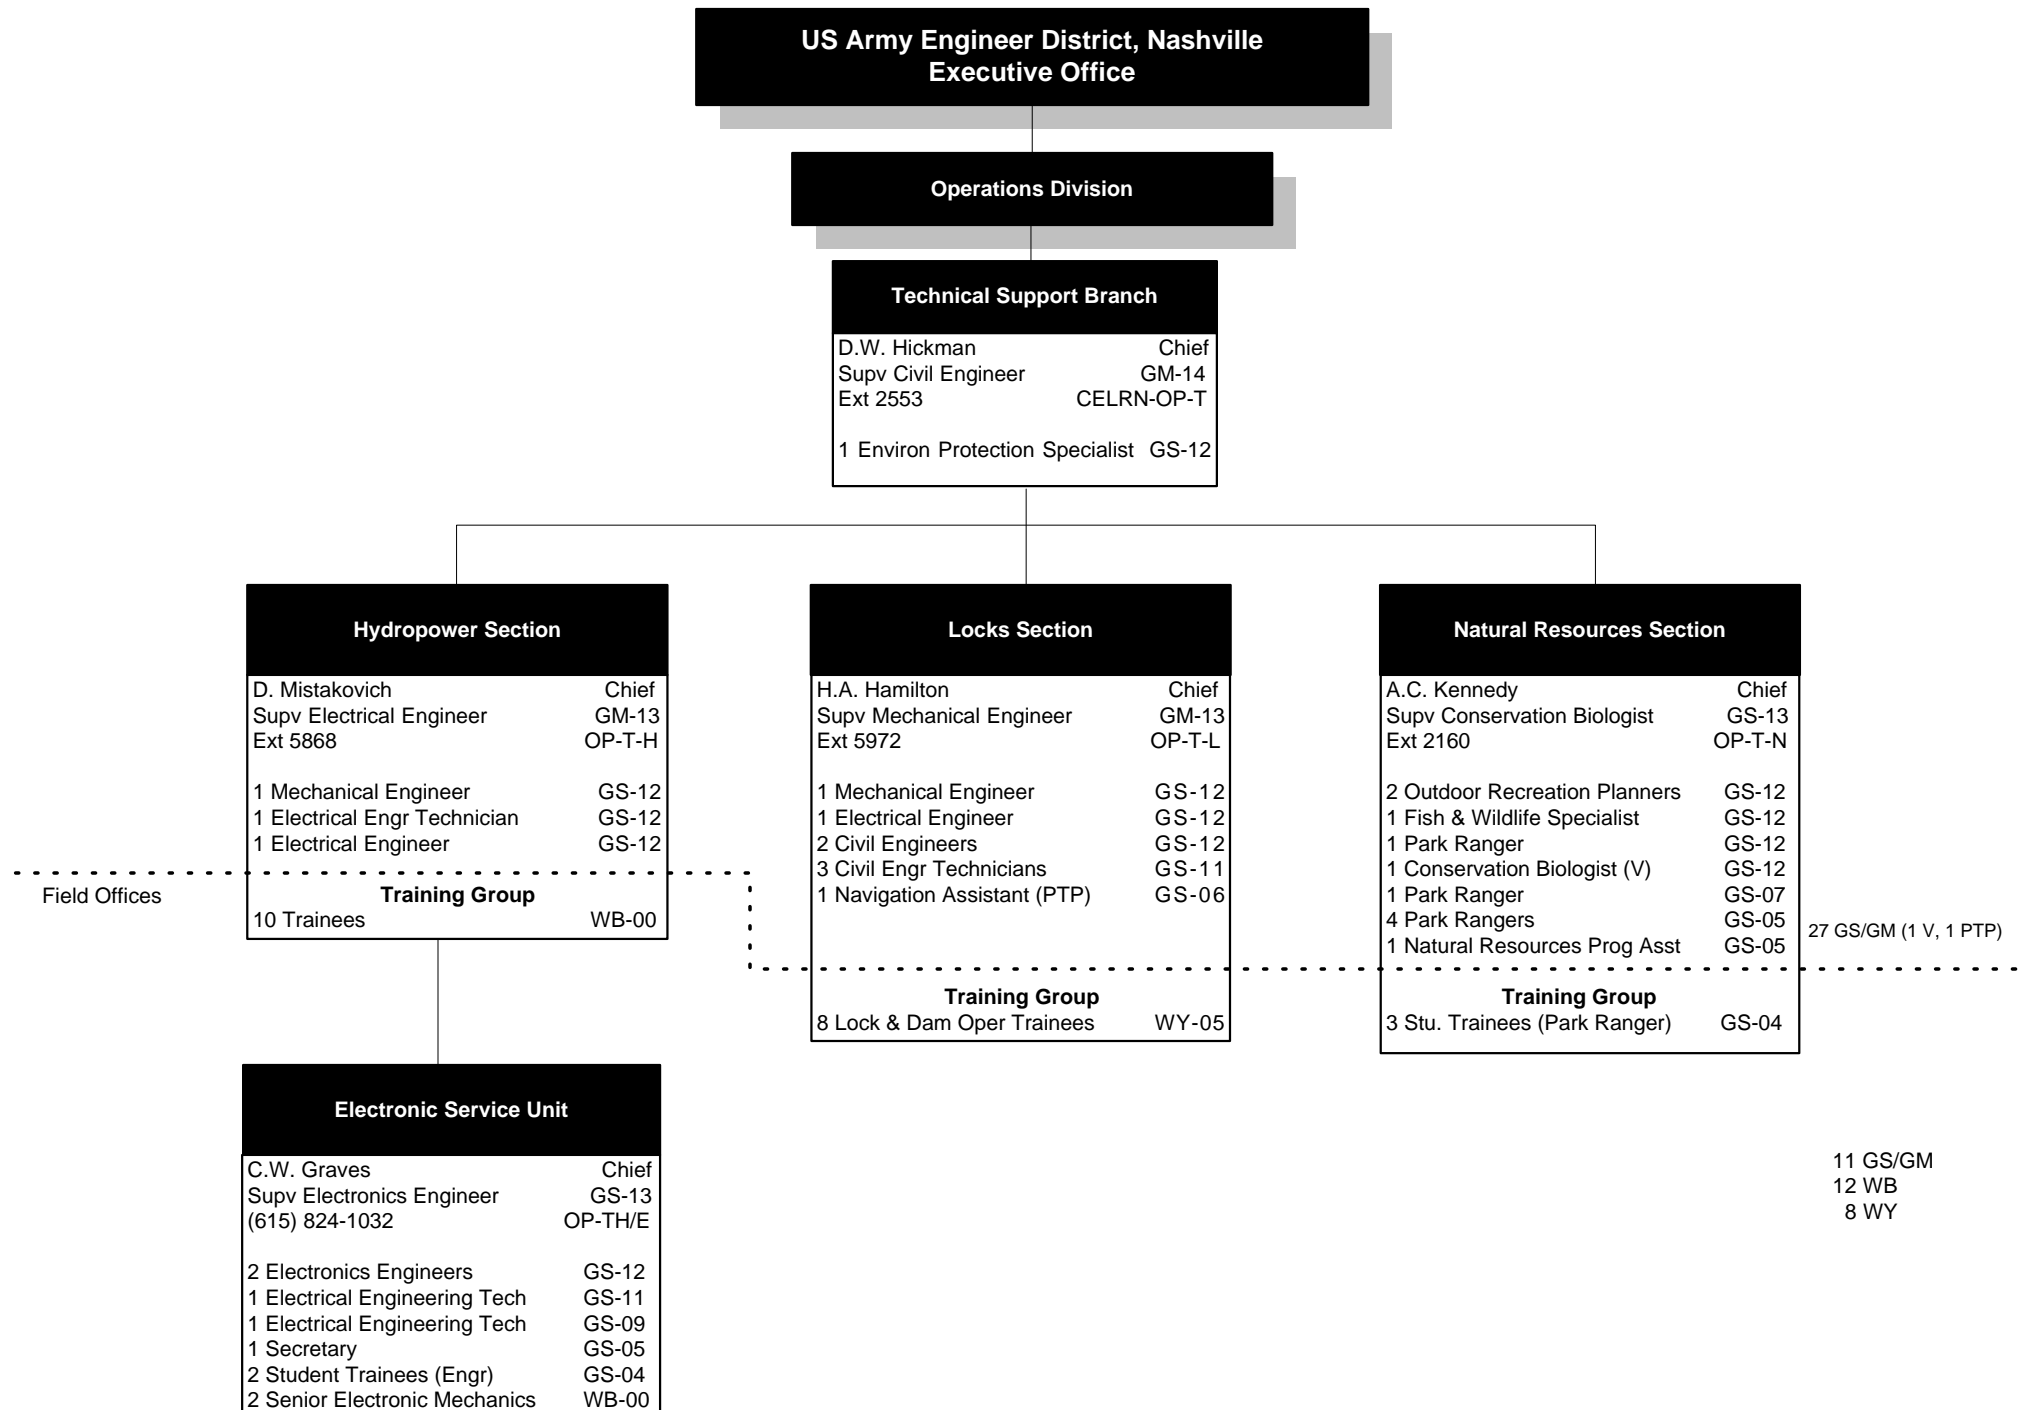 US Army Engineer District, Nashville
Executive Office
Operations Division
Technical Support Branch
D.W. Hickman Chief
Supv Civil Engineer GM-14
Ext 2553 CELRN-OP-T
1 Environ Protection Specialist GS-12
Hydropower Section
D. Mistakovich Chief
Supv Electrical Engineer GM-13
Ext 5868 OP-T-H
1 Mechanical Engineer GS-12
1 Electrical Engr Technician GS-12
1 Electrical Engineer GS-12
Field Offices
Training Group
10 Trainees WB-00
Locks Section
H.A. Hamilton Chief
Supv Mechanical Engineer GM-13
Ext 5972 OP-T-L
1 Mechanical Engineer GS-12
1 Electrical Engineer GS-12
2 Civil Engineers GS-12
3 Civil Engr Technicians GS-11
1 Navigation Assistant (PTP) GS-06
Training Group
8 Lock & Dam Oper Trainees WY-05
Natural Resources Section
A.C. Kennedy Chief
Supv Conservation Biologist GS-13
Ext 2160 OP-T-N
2 Outdoor Recreation Planners GS-12
1 Fish & Wildlife Specialist GS-12
1 Park Ranger GS-12
1 Conservation Biologist (V) GS-12
1 Park Ranger GS-07
4 Park Rangers GS-05
1 Natural Resources Prog Asst GS-05
27 GS/GM (1 V, 1 PTP)
Training Group
3 Stu. Trainees (Park Ranger) GS-04
Electronic Service Unit
C.W. Graves Chief
Supv Electronics Engineer GS-13
(615) 824-1032 OP-TH/E
2 Electronics Engineers GS-12
1 Electrical Engineering Tech GS-11
1 Electrical Engineering Tech GS-09
1 Secretary GS-05
2 Student Trainees (Engr) GS-04
2 Senior Electronic Mechanics WB-00
11 GS/GM
12 WB
8 WY